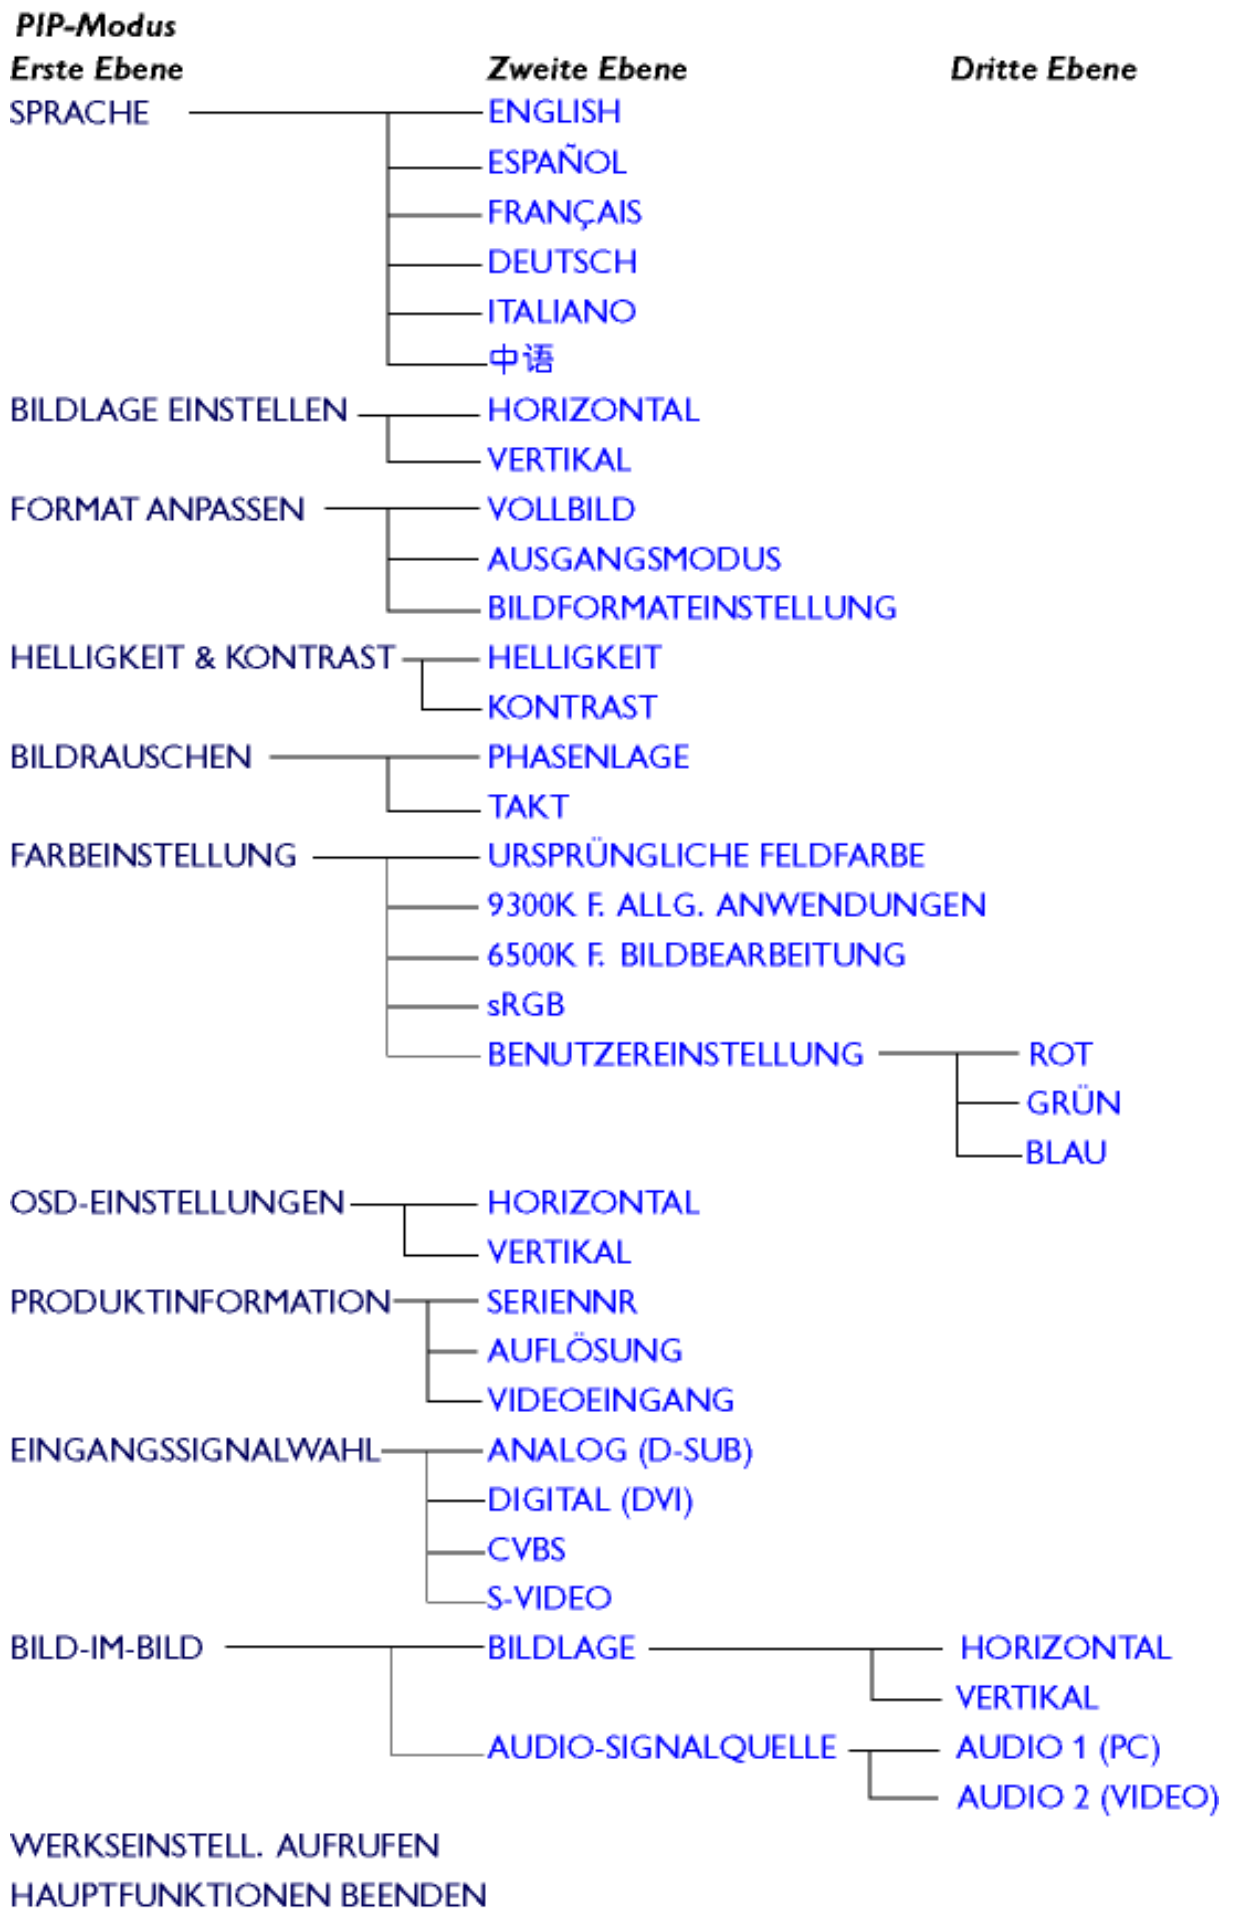 PIP-Modus
Erste Ebene Zweite Ebene Dritte Ebene
SPRACHE ENGLISH
ESPAÑOL
FRANÇAIS
DEUTSCH
ITALIANO
中语
BILDLAGE EINSTELLEN HORIZONTAL
VERTIKAL
FORMAT ANPASSEN VOLLBILD
AUSGANGSMODUS
BILDFORMATEINSTELLUNG
HELLIGKEIT & KONTRAST HELLIGKEIT
KONTRAST
BILDRAUSCHEN PHASENLAGE
TAKT
FARBEINSTELLUNG URSPRÜNGLICHE FELDFARBE
9300K F. ALLG. ANWENDUNGEN
6500K F. BILDBEARBEITUNG
sRGB
BENUTZEREINSTELLUNG ROT
GRÜN
BLAU
OSD-EINSTELLUNGEN HORIZONTAL
VERTIKAL
PRODUKTINFORMATION SERIENNR
AUFLÖSUNG
VIDEOEINGANG
EINGANGSSIGNALWAHL ANALOG (D-SUB)
DIGITAL (DVI)
CVBS
S-VIDEO
BILD-IM-BILD BILDLAGE HORIZONTAL
VERTIKAL
AUDIO-SIGNALQUELLE AUDIO 1 (PC)
AUDIO 2 (VIDEO)
WERKSEINSTELL. AUFRUFEN
HAUPTFUNKTIONEN BEENDEN